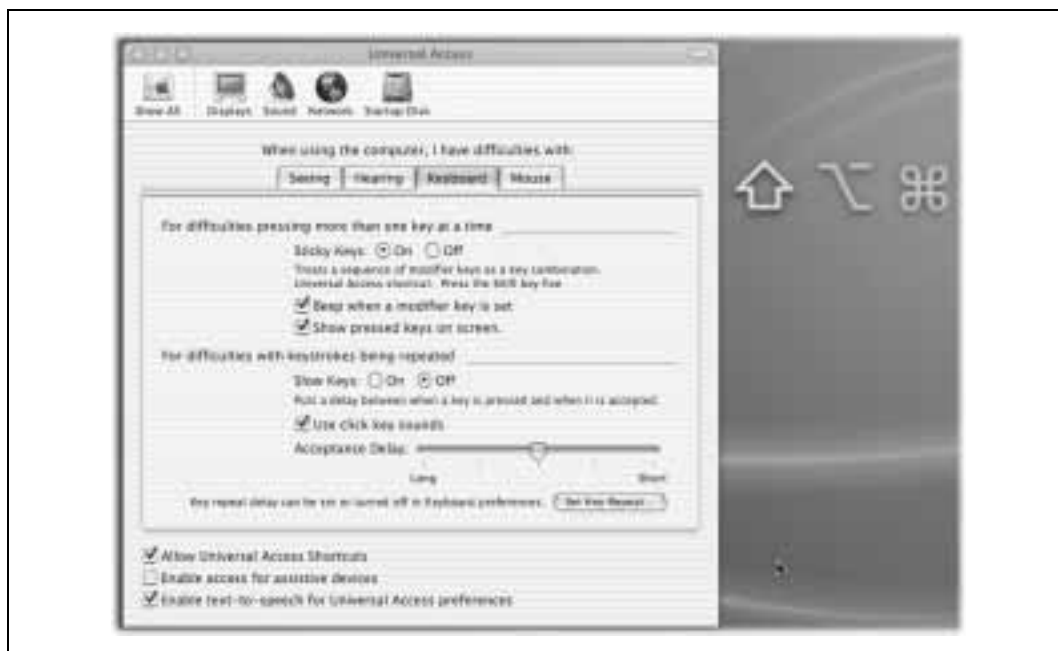 Universal Access
Show All Displays Sound Network Startup Disk
When using the computer, I have difficulties with:
Seeing Hearing Keyboard Mouse
For difficulties pressing more than one key at a time
Sticky Keys: On Off
Treats a sequence of modifier keys as a key combination.
Universal Access shortcut: Press the Shift key five
Beep when a modifier key is set
Show pressed keys on screen.
For difficulties with keystrokes being repeated
Slow Keys: On Off
Puts a delay between when a key is pressed and when it is accepted.
Use click key sounds
Acceptance Delay:
Long Short
Key repeat delay can be set or turned off in Keyboard preferences. Set Key Repeat...
Allow Universal Access Shortcuts
Enable access for assistive devices
Enable text-to-speech for Universal Access preferences